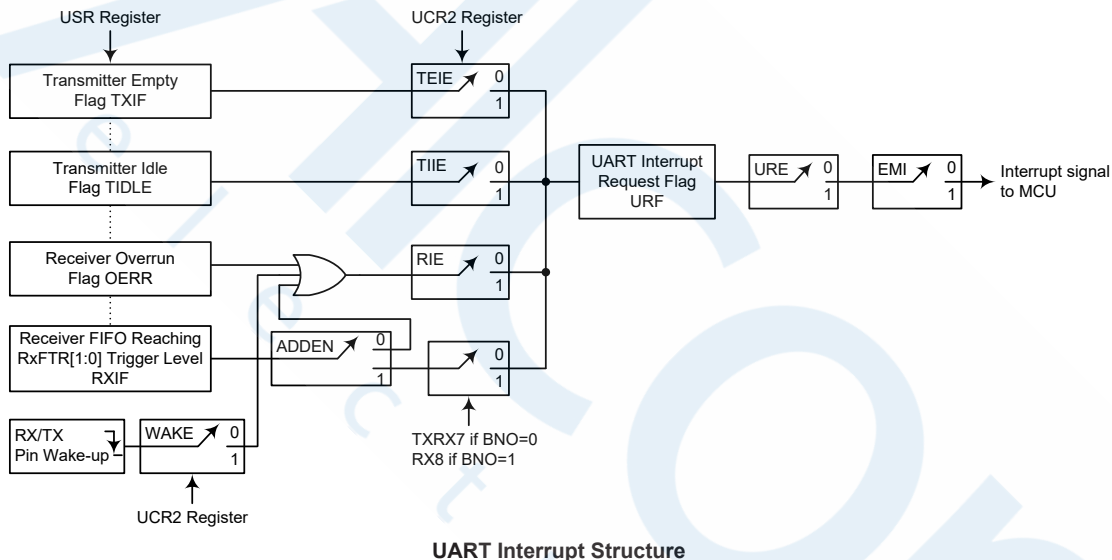 USR Register
UCR2 Register
Transmitter Empty
Flag TXIF
TEIE
0
1
Transmitter Idle
Flag TIDLE
TIIE
0
1
UART Interrupt
Request Flag
URF
URE
0
1
EMI
0
1
Interrupt signal
to MCU
Receiver Overrun
Flag OERR
RIE
0
1
Receiver FIFO Reaching
RxFTR[1:0] Trigger Level
RXIF
ADDEN
0
1
0
1
TXRX7 if BNO=0
RX8 if BNO=1
RX/TX
Pin Wake-up
WAKE
0
1
UCR2 Register
UART Interrupt Structure